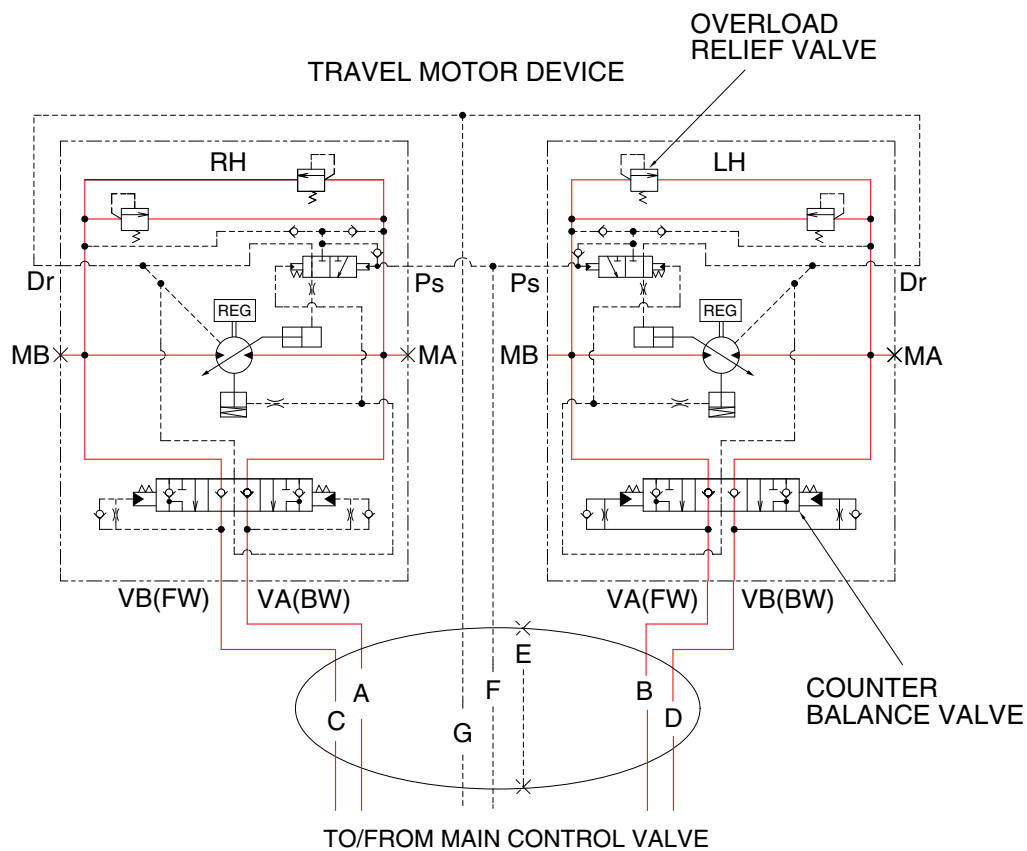 OVERLOAD
RELIEF VALVE
TRAVEL MOTOR DEVICE
RH
LH
Dr
Ps
Ps
Dr
REG
REG
MB
MA
MB
MA
VB(FW)
VA(BW)
VA(FW)
VB(BW)
E
A
F
B
C
G
D
COUNTER
BALANCE VALVE
TO/FROM MAIN CONTROL VALVE